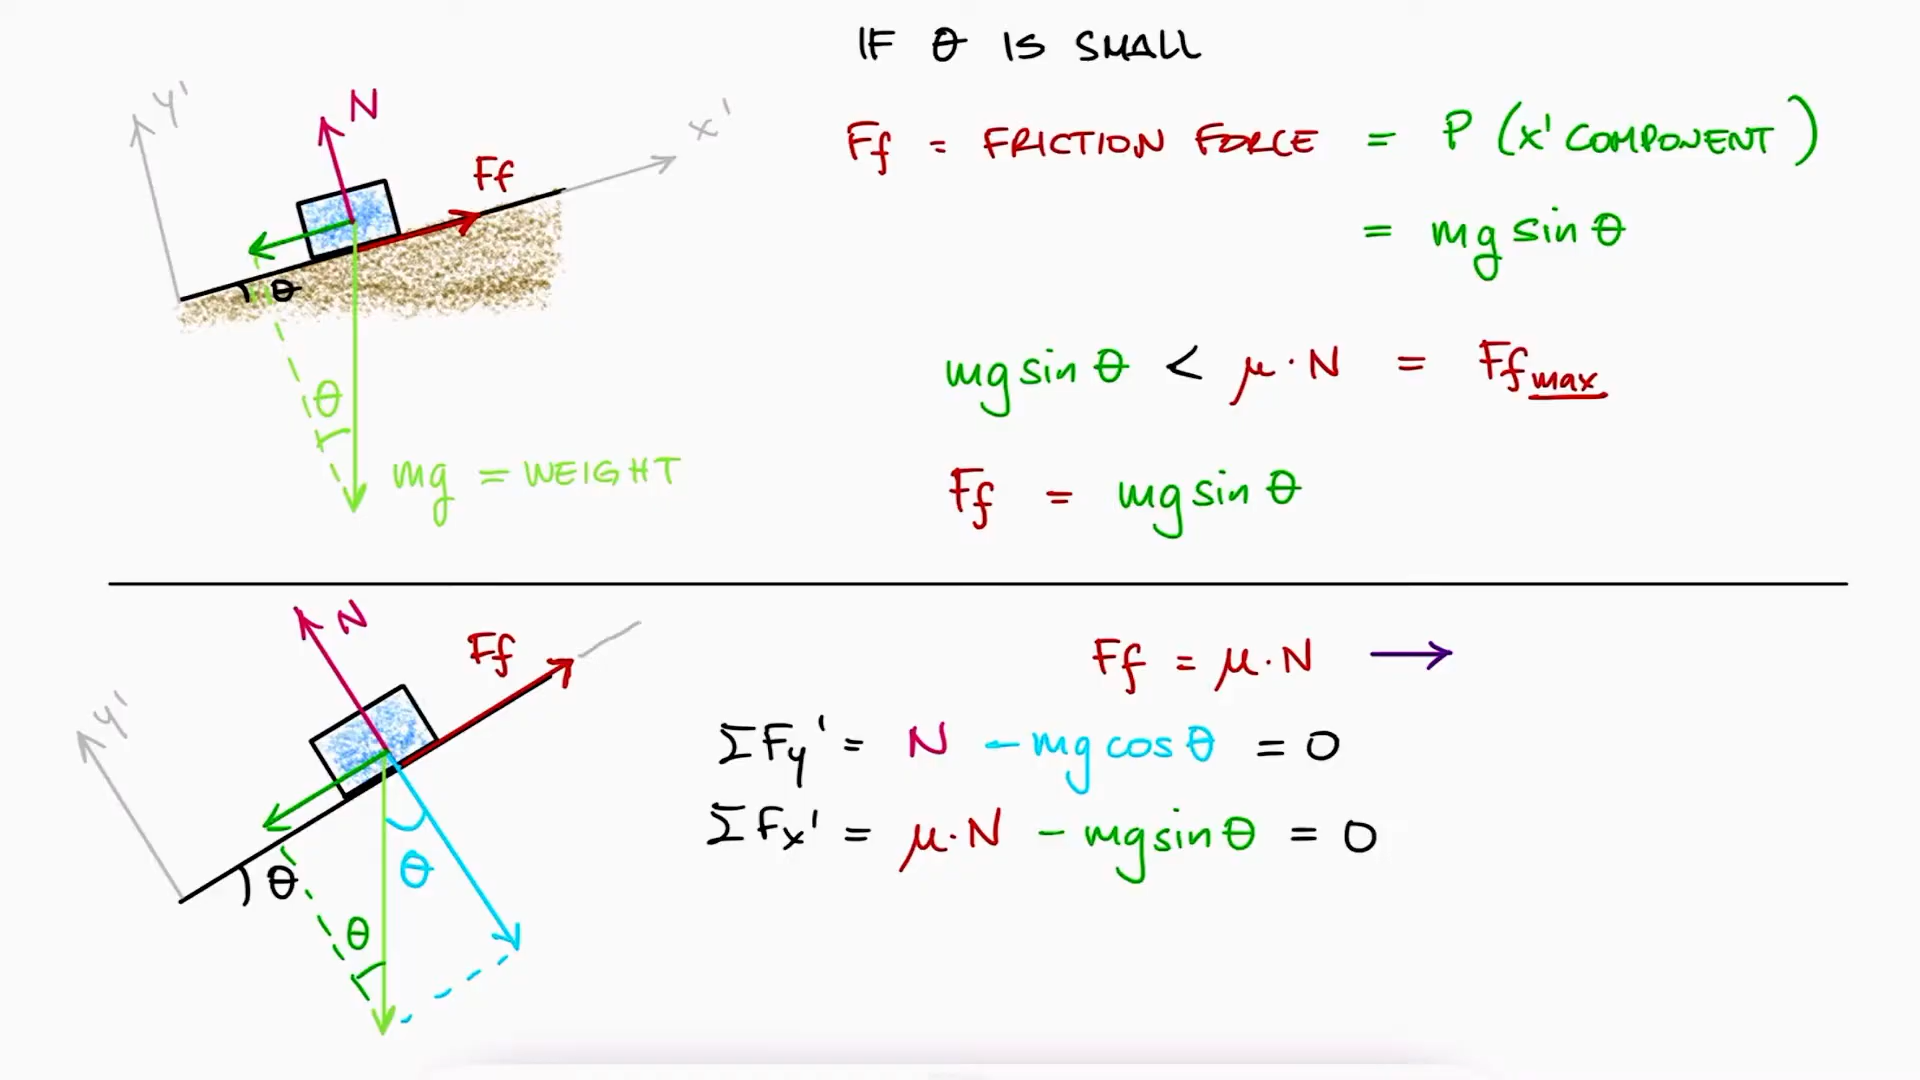 IF θ IS SMALL
y'
N
x'
Ff
Ff = FRICTION FORCE = P (x' COMPONENT)
= mg sin θ
θ
mg sin θ < μ · N = Ff max
θ
mg = WEIGHT
Ff = mg sin θ
N
Ff
Ff = μ · N →
y'
ΣFy' = N - mg cos θ = 0
ΣFx' = μ · N - mg sin θ = 0
θ
θ
θ